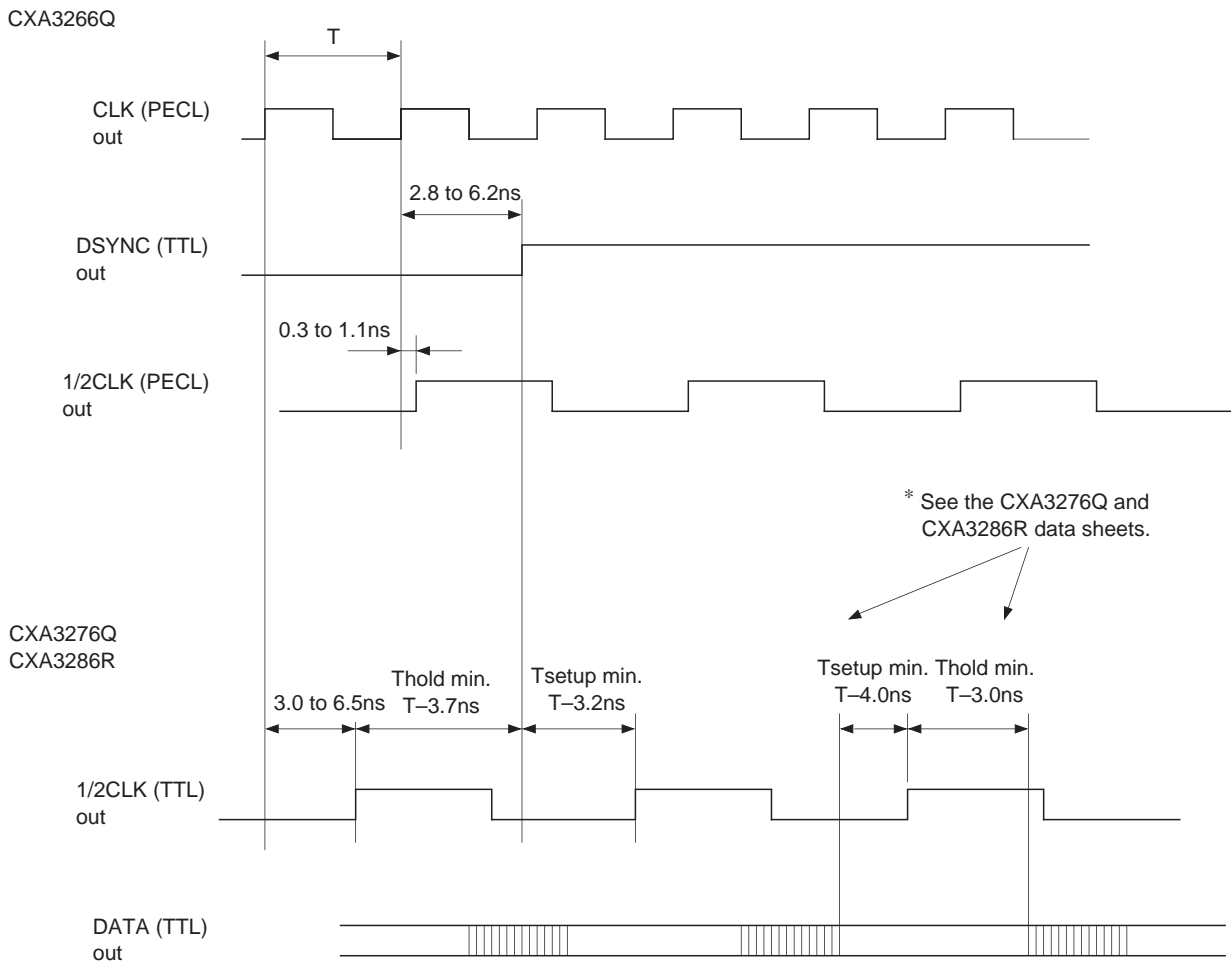 CXA3266Q
T
CLK (PECL)
out
2.8 to 6.2ns
DSYNC (TTL)
out
0.3 to 1.1ns
1/2CLK (PECL)
out
* See the CXA3276Q and
CXA3286R data sheets.
CXA3276Q
CXA3286R
3.0 to 6.5ns
Thold min.
T–3.7ns
Tsetup min.
T–3.2ns
Tsetup min.
T–4.0ns
Thold min.
T–3.0ns
1/2CLK (TTL)
out
DATA (TTL)
out